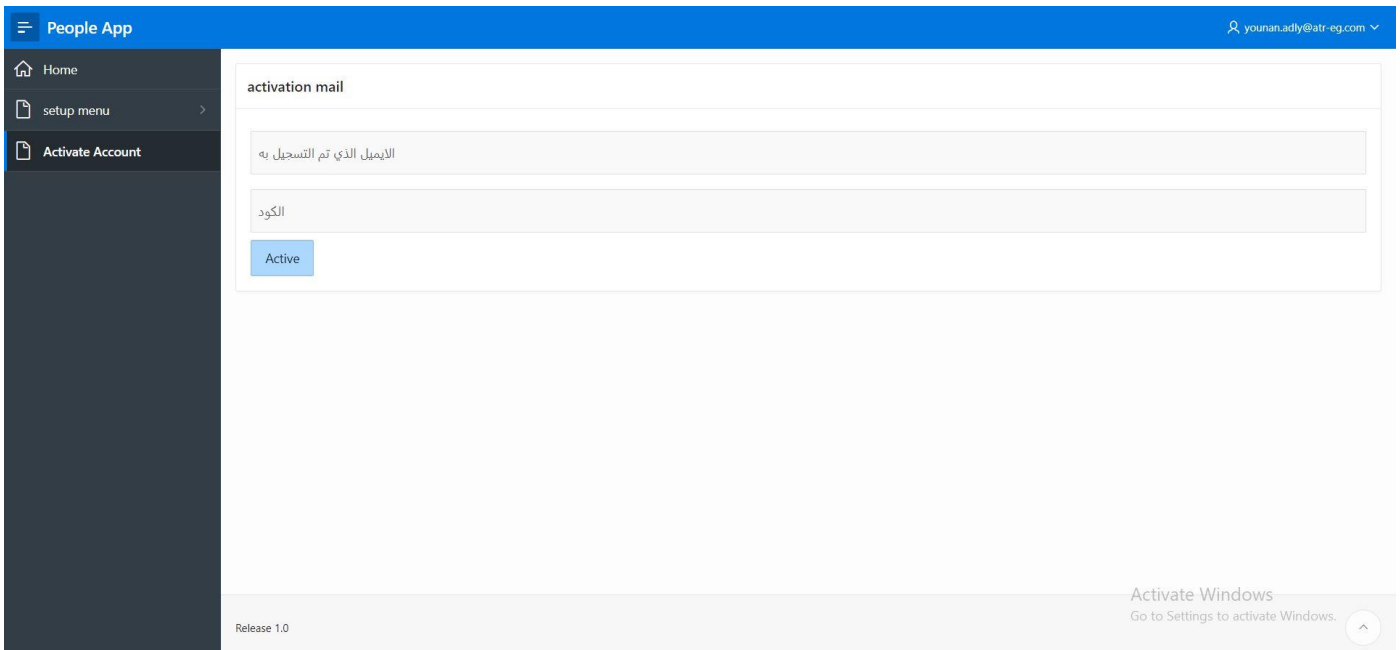 People App
younan.adly@atr-eg.com
Home
setup menu
Activate Account
activation mail
الايميل الذي تم التسجيل به
الكود
Active
Activate Windows
Go to Settings to activate Windows.
Release 1.0